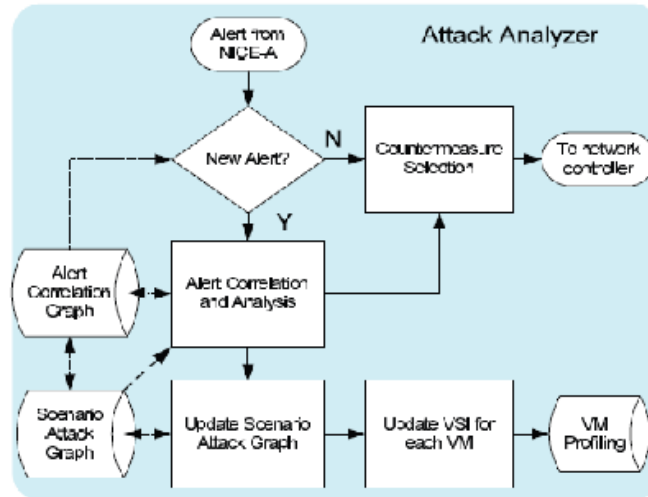 Alert from
NICE-A
Attack Analyzer
New Alert?
N
Countermeasure
Selection
To network
controller
Y
Alert
Correlation
Graph
Alert Correlation
and Analysis
Scenario
Attack
Graph
Update Scenario
Attack Graph
Update VSI for
each VM
VM
Profiling